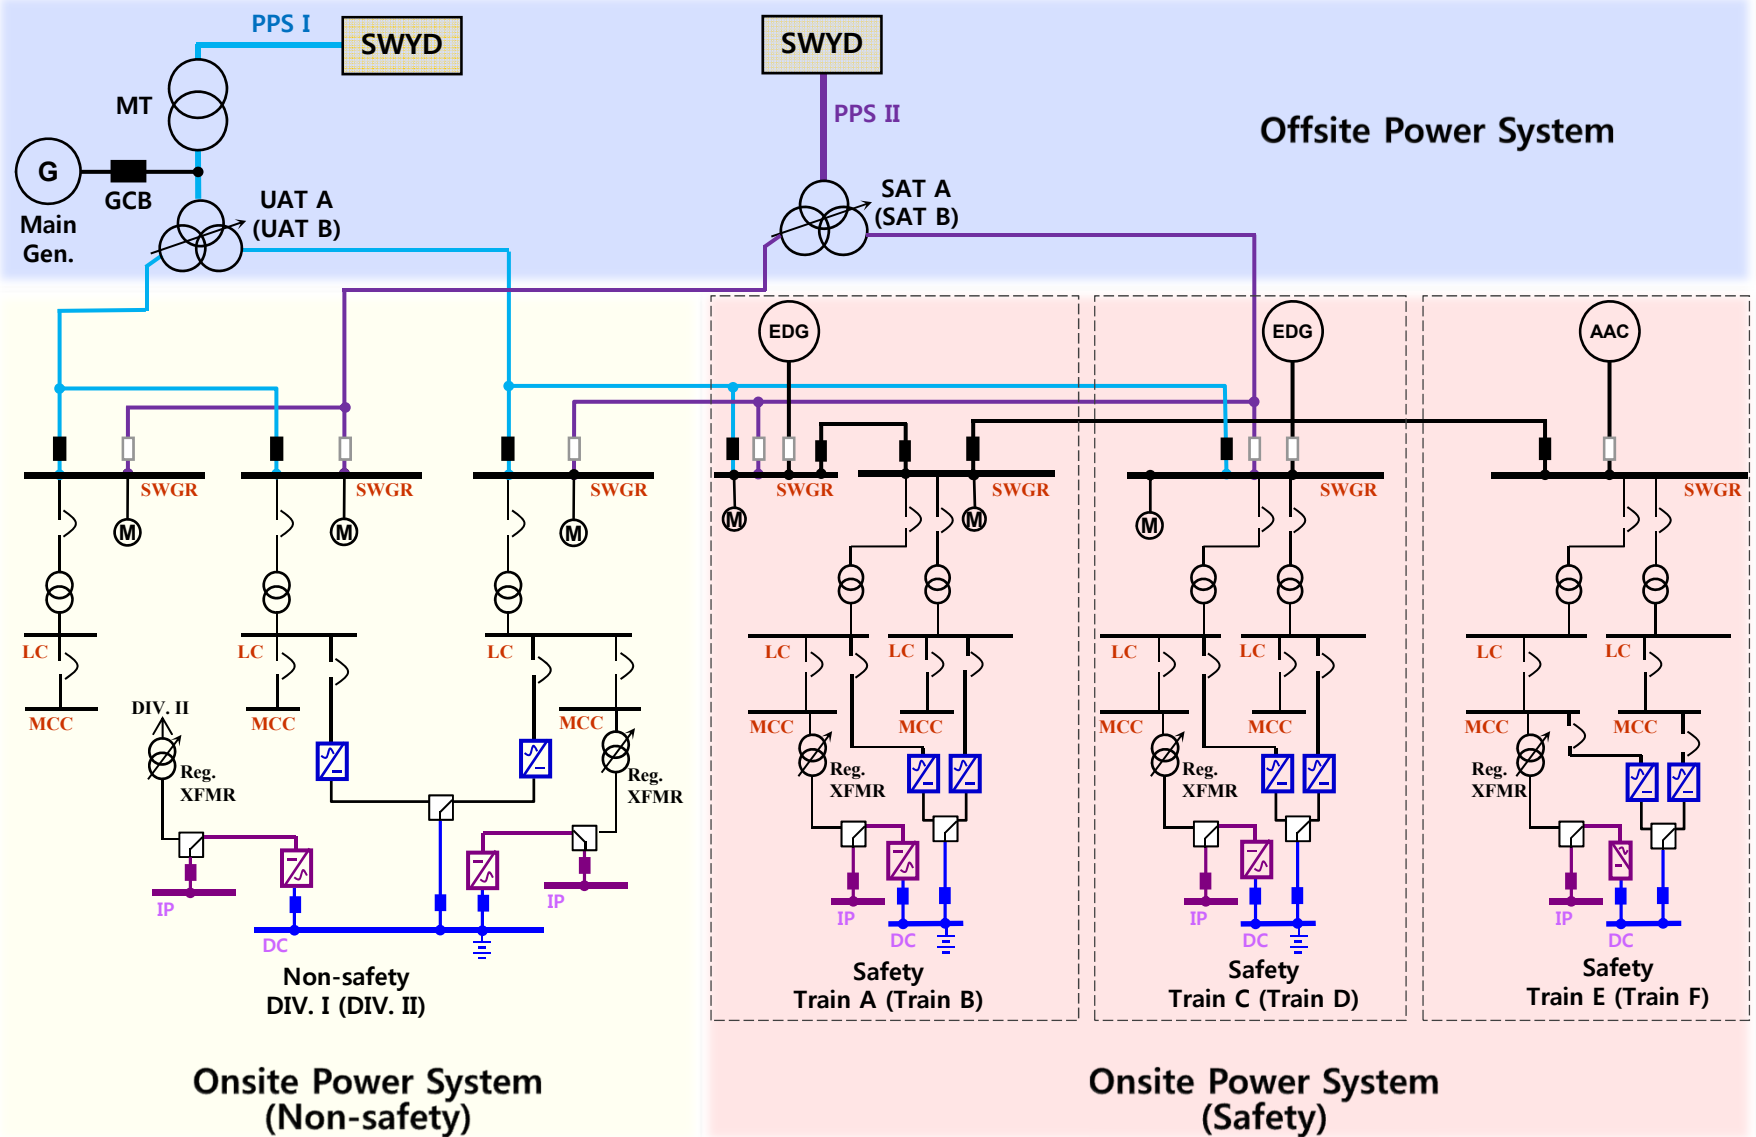 PPS I
SWYD
SWYD
MT
PPS II
Offsite Power System
G
GCB
Main
Gen.
UAT A
(UAT B)
SAT A
(SAT B)
EDG
EDG
AAC
SWGR
SWGR
SWGR
SWGR
SWGR
SWGR
SWGR
M
M
M
M
M
M
LC
LC
LC
LC
LC
LC
LC
LC
LC
MCC
MCC
MCC
MCC
MCC
MCC
MCC
MCC
MCC
DIV. II
Reg.
XFMR
Reg.
XFMR
Reg.
XFMR
Reg.
XFMR
Reg.
XFMR
IP
IP
IP
IP
IP
DC
DC
DC
DC
Non-safety
DIV. I (DIV. II)
Safety
Train A (Train B)
Safety
Train C (Train D)
Safety
Train E (Train F)
Onsite Power System
(Non-safety)
Onsite Power System
(Safety)